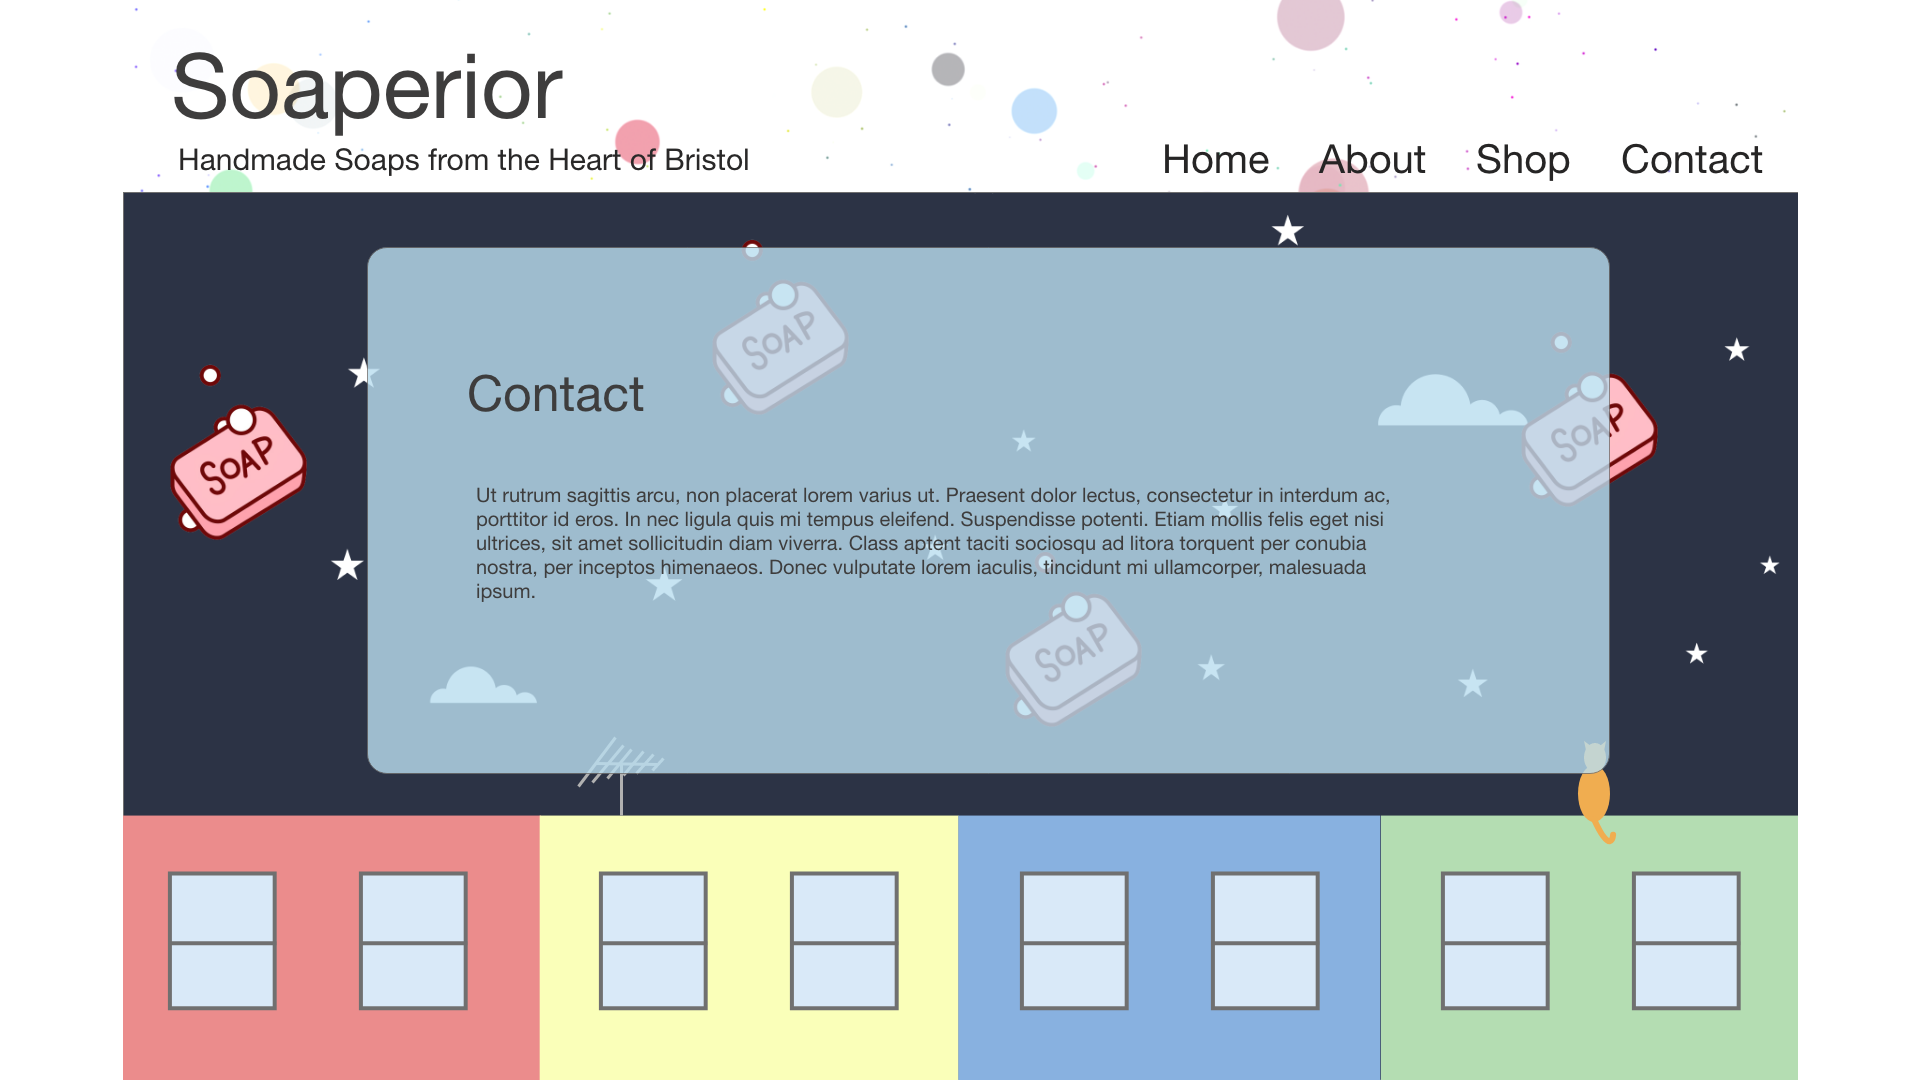 Soaperior
Handmade Soaps from the Heart of Bristol
Home About Shop Contact
SOAP
Contact
SOAP
SOAP
Ut rutrum sagittis arcu, non placerat lorem varius ut. Praesent dolor lectus, consectetur in interdum ac,
porttitor id eros. In nec ligula quis mi tempus eleifend. Suspendisse potenti. Etiam mollis felis eget nisi
ultrices, sit amet sollicitudin diam viverra. Class aptent taciti sociosqu ad litora torquent per conubia
nostra, per inceptos himenaeos. Donec vulputate lorem iaculis, tincidunt mi ullamcorper, malesuada
ipsum.
SOAP